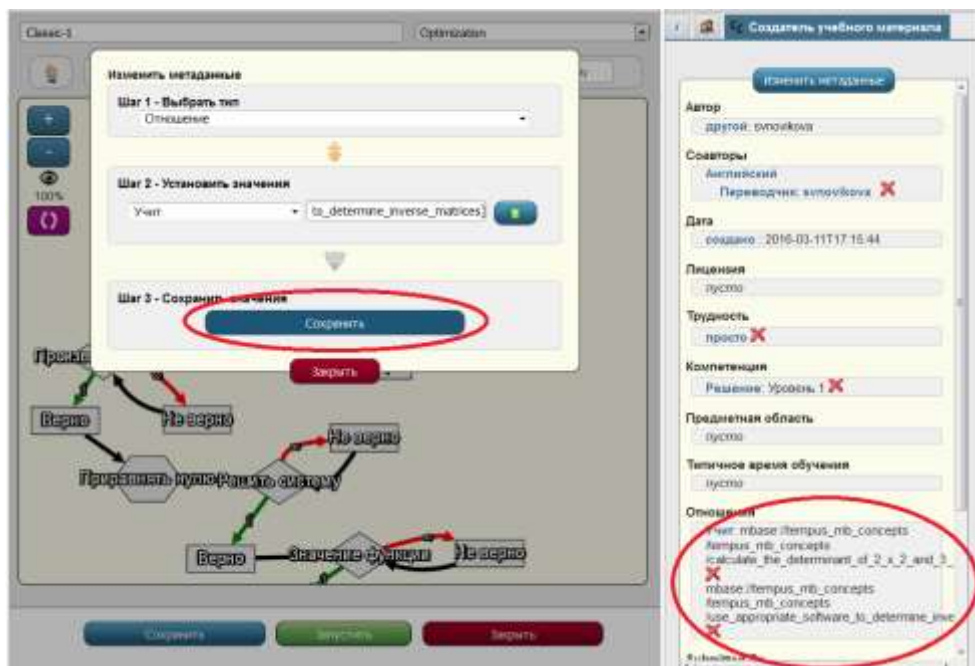 Classic-1
Optimization
Изменить метаданные
Шаг 1 - Выбрать тип
Отношение
Шаг 2 - Установить значения
Учит
to_determine_inverse_matrices
Шаг 3 - Сохранить значения
Сохранить
Закрыть
+
-
100%
Верно
Не верно
Не верно
Приравнять нулю
Решить систему
Верно
Значение функции
Не верно
Сохранить
Запустить
Закрыть
Создатель учебного материала
Изменить метаданные
Автор
другой: svnovikova
Соавторы
Английский
Переводчик: svnovikova
Дата
создано : 2016-03-11T17:15:44
Лицензия
пусто
Трудность
просто
Компетенция
Решение: Уровень 1
Предметная область
пусто
Типичное время обучения
пусто
Отношения
Учит: mbase://tempus_mb_concepts
/tempus_mb_concepts
/calculate_the_determinant_of_2_x_2_and_3_
mbase://tempus_mb_concepts
/tempus_mb_concepts
/use_appropriate_software_to_determine_inve